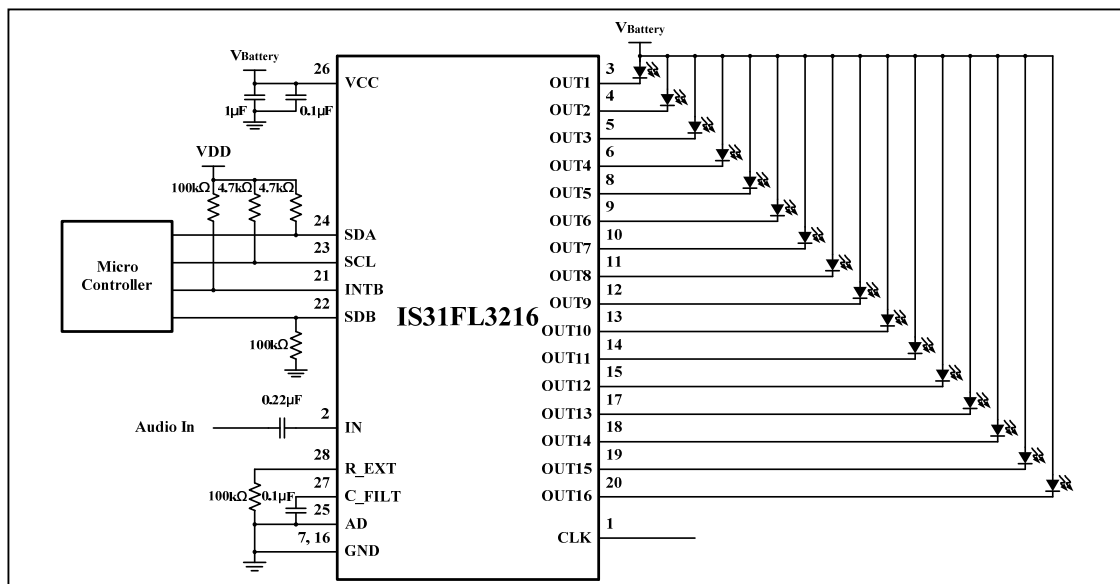 VBattery
VBattery
26
VCC
1µF
0.1µF
VDD
100kΩ 4.7kΩ 4.7kΩ
Micro
Controller
24
SDA
23
SCL
21
INTB
22
SDB
100kΩ
IS31FL3216
0.22µF
Audio In
2
IN
28
R_EXT
27
C_FILT
100kΩ
0.1µF
25
AD
7, 16
GND
3
OUT1
4
OUT2
5
OUT3
6
OUT4
8
OUT5
9
OUT6
10
OUT7
11
OUT8
12
OUT9
13
OUT10
14
OUT11
15
OUT12
17
OUT13
18
OUT14
19
OUT15
20
OUT16
1
CLK